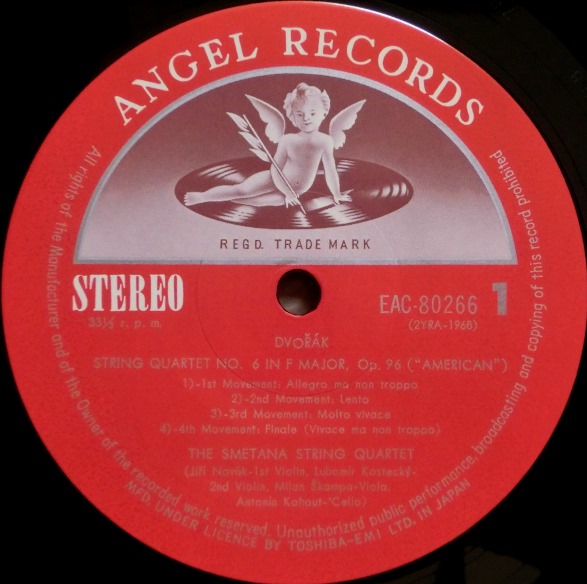 ANGEL RECORDS
REGD. TRADE MARK
STEREO
33⅓ r. p. m.
EAC-80266 1
(2YRA-1968)
DVOŘÁK
STRING QUARTET NO. 6 IN F MAJOR, Op. 96 ("AMERICAN")
1)-1st Movement: Allegro ma non troppo
2)-2nd Movement: Lento
3)-3rd Movement: Molto vivace
4)-4th Movement: Finale (Vivace ma non troppo)
THE SMETANA STRING QUARTET
(Jiří Novák-1st Violin, Lubomír Kostecký-
2nd Violin, Milan Škampa-Viola,
Antonín Kohout-'Cello)
All rights of the Manufacturer and of the Owner of the recorded work reserved. Unauthorized public performance, broadcasting and copying of this record prohibited
MFD. UNDER LICENCE BY TOSHIBA-EMI LTD. IN JAPAN